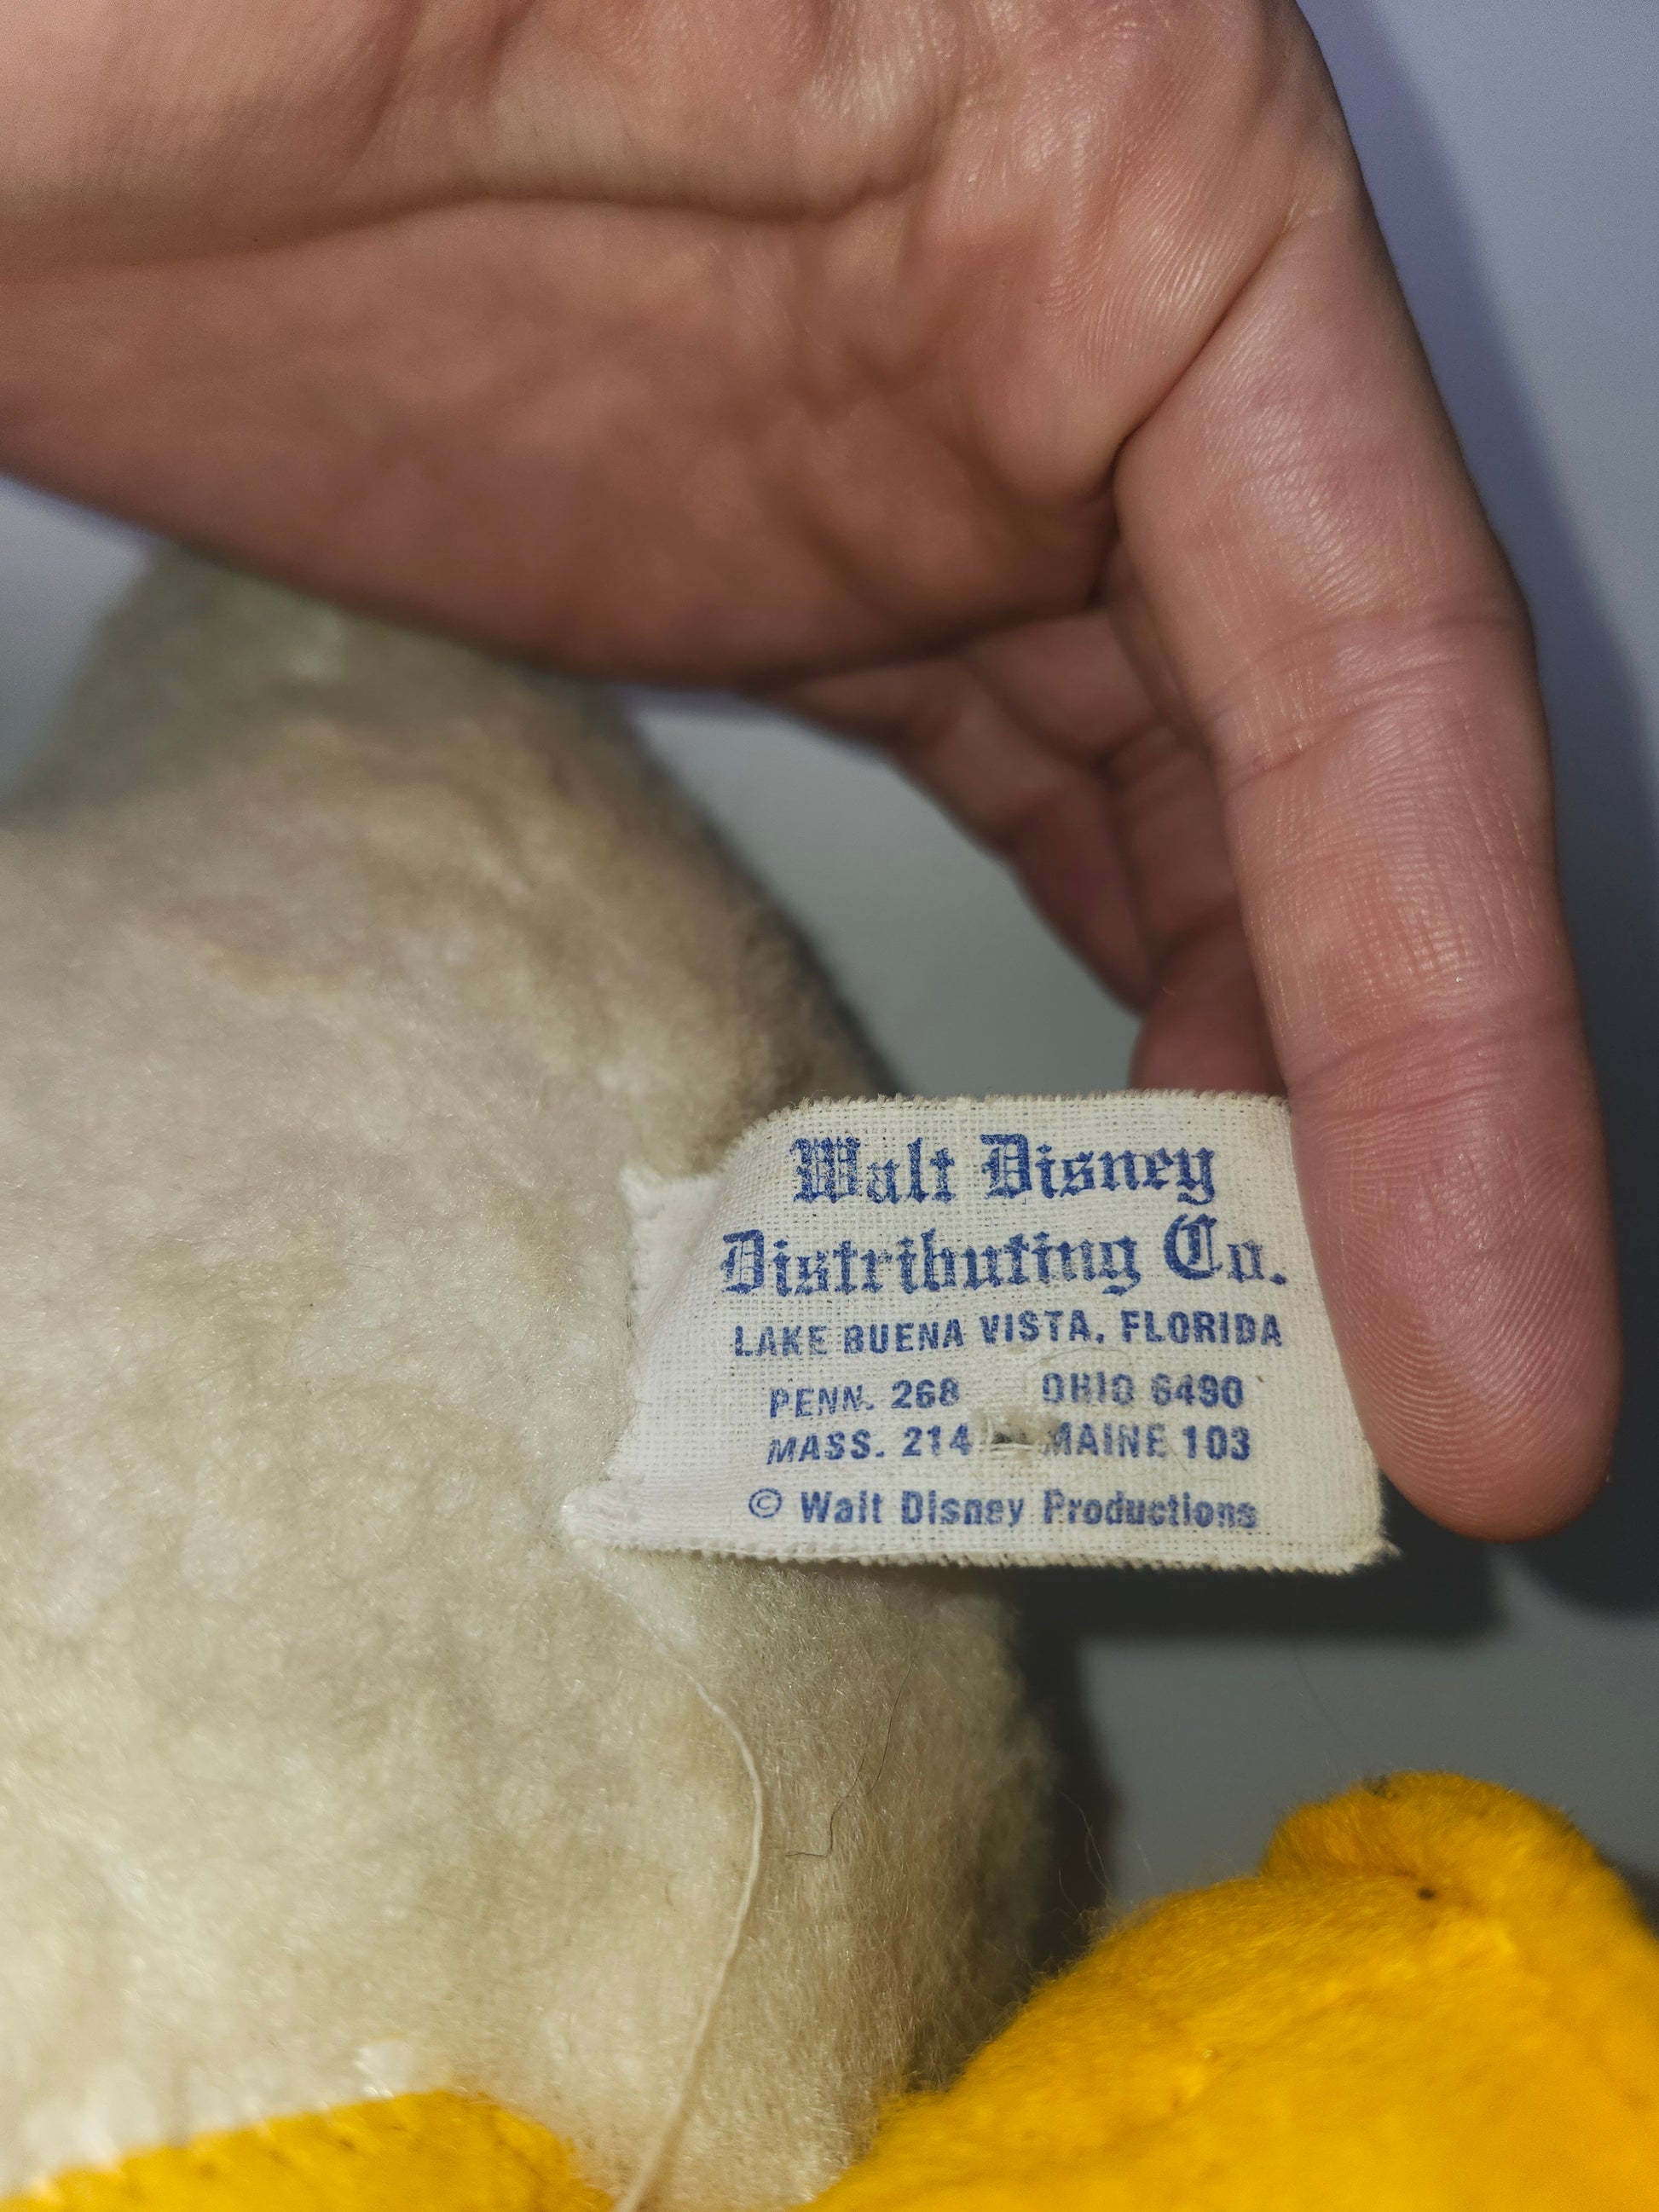 Walt Disney
Distributing Co.
LAKE BUENA VISTA, FLORIDA
PENN. 268 OHIO 6490
MASS. 214 MAINE 103
© Walt Disney Productions